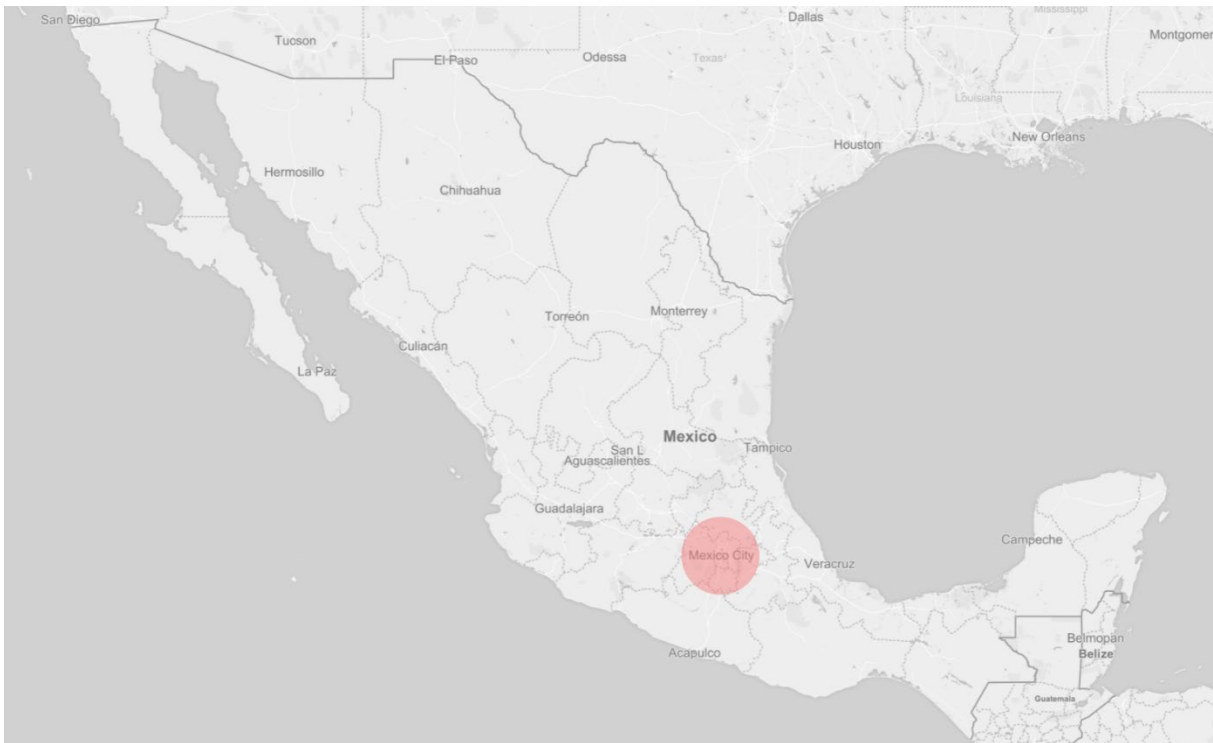 Mississippi
San Diego
Dallas
Montgomer
Tucson
El Paso
Odessa
Texas
Louisiana
New Orleans
Houston
Hermosillo
Chihuahua
Torreón
Monterrey
Culiacán
La Paz
Mexico
Tampico
San L
Aguascalientes
Guadalajara
Campeche
Mexico City
Veracruz
Belmopan
Acapulco
Belize
Guatemala